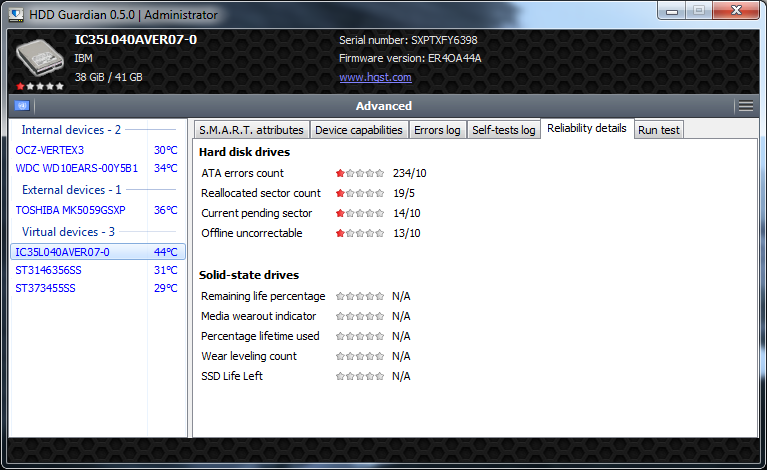 HDD Guardian 0.5.0 | Administrator
IC35L040AVER07-0
IBM
38 GiB / 41 GB
Serial number: SXPTXFY6398
Firmware version: ER4OA44A
www.hgst.com
Advanced
Internal devices - 2
OCZ-VERTEX3 30°C
WDC WD10EARS-00Y5B1 34°C
External devices - 1
TOSHIBA MK5059GSXP 36°C
Virtual devices - 3
IC35L040AVER07-0 44°C
ST3146356SS 31°C
ST373455SS 29°C
S.M.A.R.T. attributes Device capabilities Errors log Self-tests log Reliability details Run test
Hard disk drives
ATA errors count 234/10
Reallocated sector count 19/5
Current pending sector 14/10
Offline uncorrectable 13/10
Solid-state drives
Remaining life percentage N/A
Media wearout indicator N/A
Percentage lifetime used N/A
Wear leveling count N/A
SSD Life Left N/A